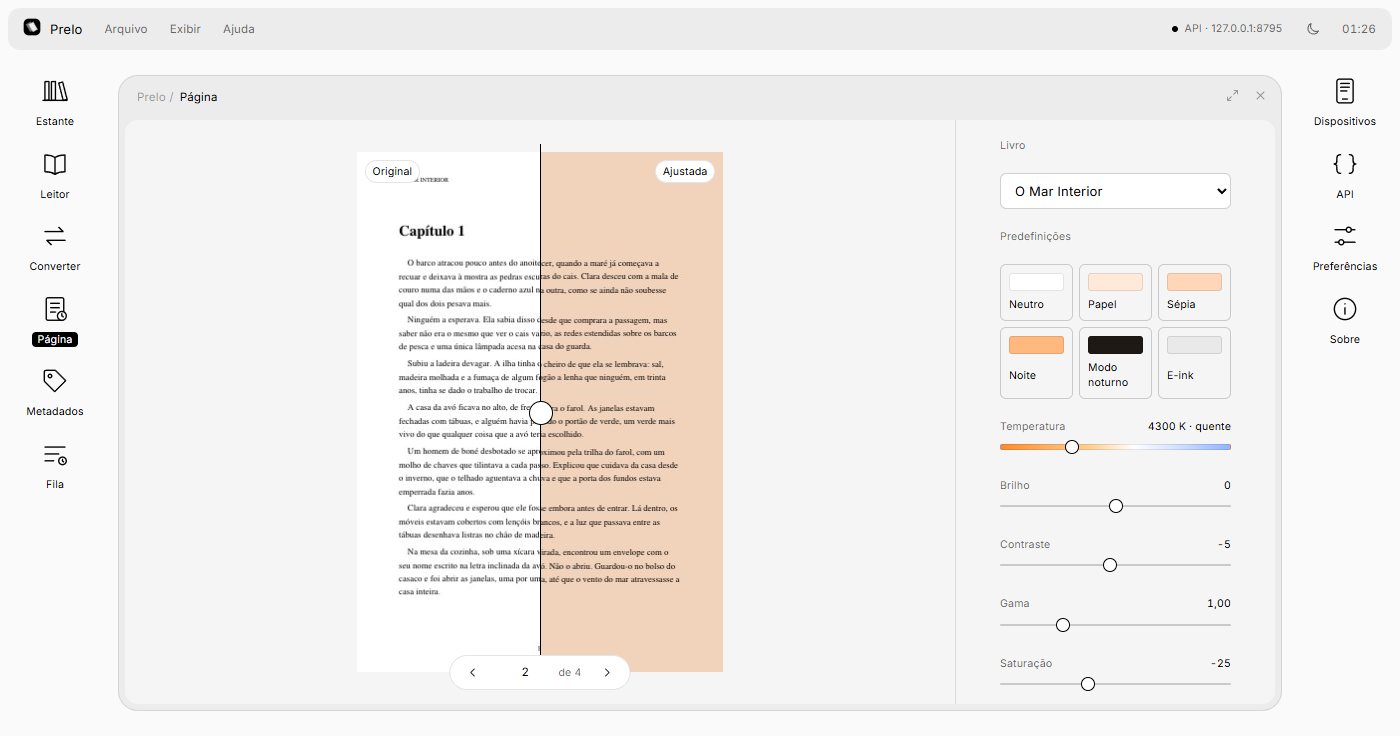 Prelo Arquivo Exibir Ajuda API · 127.0.0.1:8795 01:26
Estante
Leitor
Converter
Página
Metadados
Fila
Prelo / Página
Original
Ajustada
INTERIOR
Capítulo 1
O barco atracou pouco antes do anoitecer, quando a maré já começava a
recuar e deixava à mostra as pedras escuras do cais. Clara desceu com a mala de
couro numa das mãos e o caderno azul na outra, como se ainda não soubesse
qual dos dois pesava mais.
Ninguém a esperava. Ela sabia disso desde que comprara a passagem, mas
saber não era o mesmo que ver o cais vazio, as redes estendidas sobre os barcos
de pesca e uma única lâmpada acesa na casa do guarda.
Subiu a ladeira devagar. A ilha tinha o cheiro de que ela se lembrava: sal,
madeira molhada e a fumaça de algum fogão a lenha que ninguém, em trinta
anos, tinha se dado o trabalho de trocar.
A casa da avó ficava no alto, de fre ra o farol. As janelas estavam
fechadas com tábuas, e alguém havia do o portão de verde, um verde mais
vivo do que qualquer coisa que a avó teria escolhido.
Um homem de boné desbotado se aproximou pela trilha do farol, com um
molho de chaves que tilintava a cada passo. Explicou que cuidava da casa desde
o inverno, que o telhado aguentava a chuva e que a porta dos fundos estava
emperrada fazia anos.
Clara agradeceu e esperou que ele fosse embora antes de entrar. Lá dentro, os
móveis estavam cobertos com lençóis brancos, e a luz que passava entre as
tábuas desenhava listras no chão de madeira.
Na mesa da cozinha, sob uma xícara virada, encontrou um envelope com o
seu nome escrito na letra inclinada da avó. Não o abriu. Guardou-o no bolso do
casaco e foi abrir as janelas, uma por uma, até que o vento do mar atravessasse a
casa inteira.
2 de 4
Livro
O Mar Interior
Predefinições
Neutro Papel Sépia
Noite Modo noturno E-ink
Temperatura 4300 K · quente
Brilho 0
Contraste -5
Gama 1,00
Saturação -25
Dispositivos
API
Preferências
Sobre